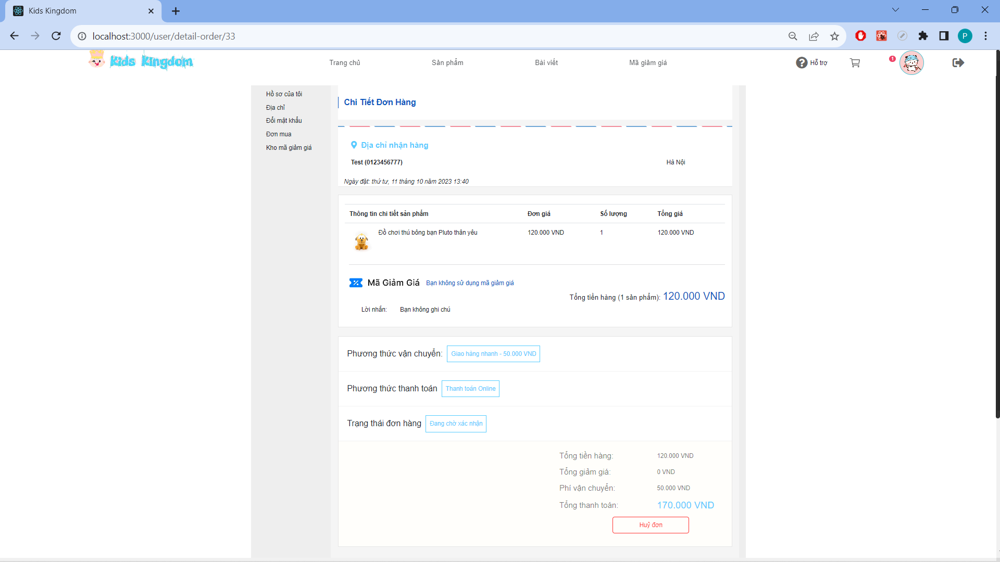 Kids Kingdom
localhost:3000/user/detail-order/33
P
Kids Kingdom
Trang chủ
Sản phẩm
Bài viết
Mã giảm giá
Hỗ trợ
1
Hồ sơ của tôi
Địa chỉ
Đổi mật khẩu
Đơn mua
Kho mã giảm giá
Chi Tiết Đơn Hàng
Địa chỉ nhận hàng
Test (0123456777)
Hà Nội
Ngày đặt: thứ tư, 11 tháng 10 năm 2023 13:40
Thông tin chi tiết sản phẩm Đơn giá Số lượng Tổng giá
Đồ chơi thú bông bạn Pluto thân yêu 120.000 VND 1 120.000 VND
Mã Giảm Giá Bạn không sử dụng mã giảm giá
Tổng tiền hàng (1 sản phẩm): 120.000 VND
Lời nhắn: Bạn không ghi chú
Phương thức vận chuyển: Giao hàng nhanh - 50.000 VND
Phương thức thanh toán Thanh toán Online
Trạng thái đơn hàng Đang chờ xác nhận
Tổng tiền hàng: 120.000 VND
Tổng giảm giá: 0 VND
Phí vận chuyển: 50.000 VND
Tổng thanh toán: 170.000 VND
Huỷ đơn